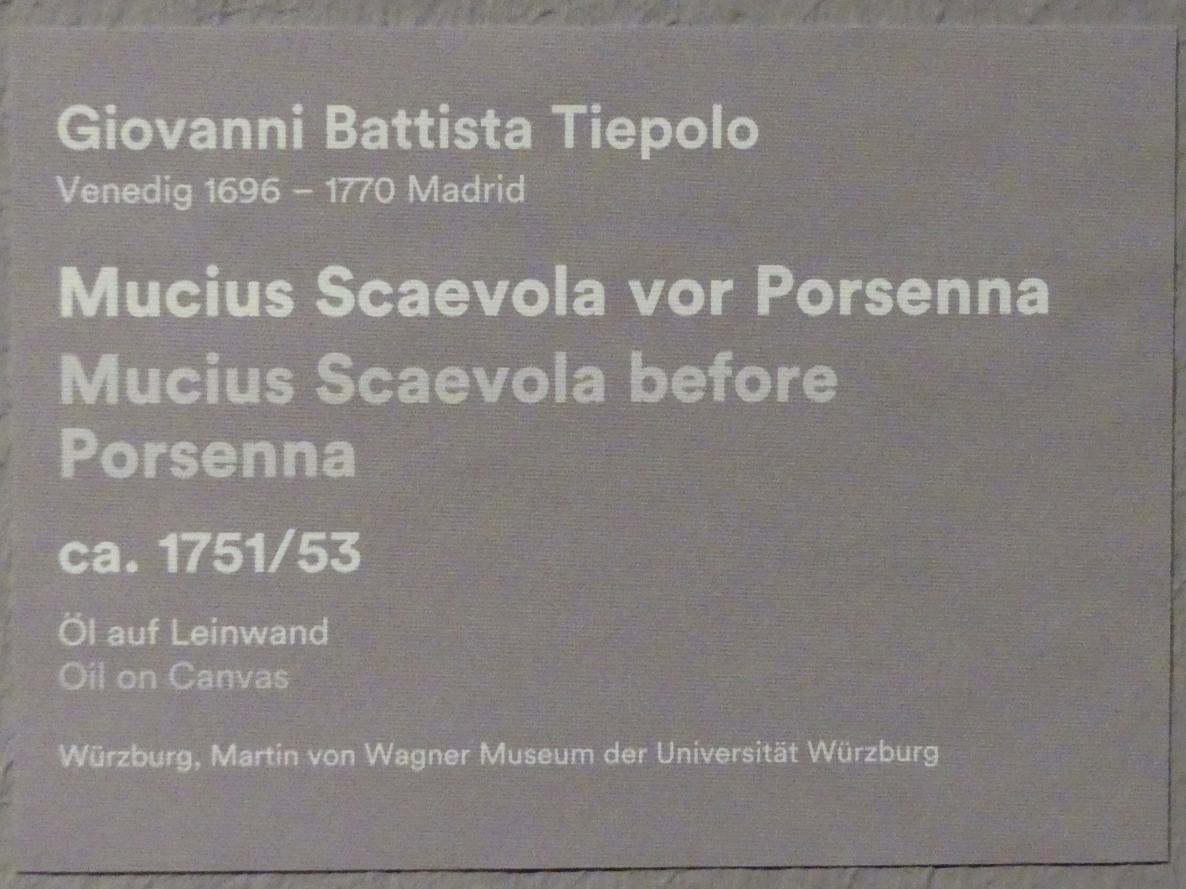 Giovanni Battista Tiepolo
Venedig 1696 – 1770 Madrid
Mucius Scaevola vor Porsenna
Mucius Scaevola before
Porsenna
ca. 1751/53
Öl auf Leinwand
Oil on Canvas
Würzburg, Martin von Wagner Museum der Universität Würzburg